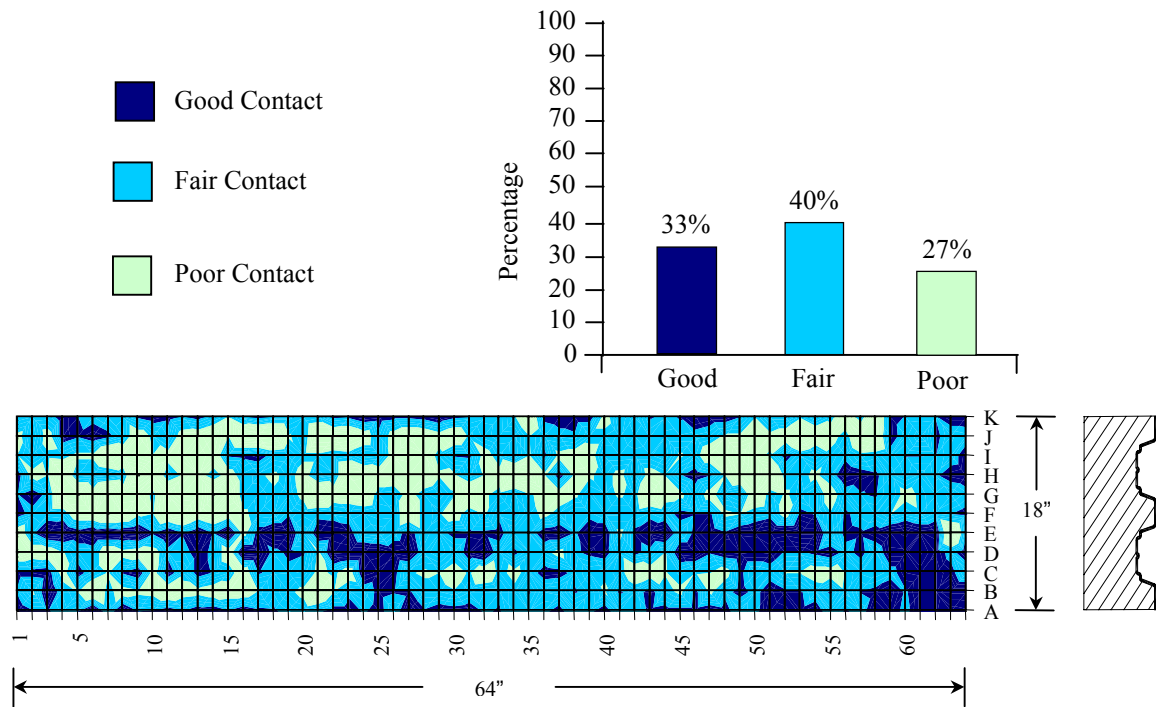 Good Contact
Fair Contact
Poor Contact
Percentage
100
90
80
70
60
50
40
30
20
10
0
33%
40%
27%
Good Fair Poor
K
J
I
H
G
F
E
D
C
B
A
18”
1 5 10 15 20 25 30 35 40 45 50 55 60
64”